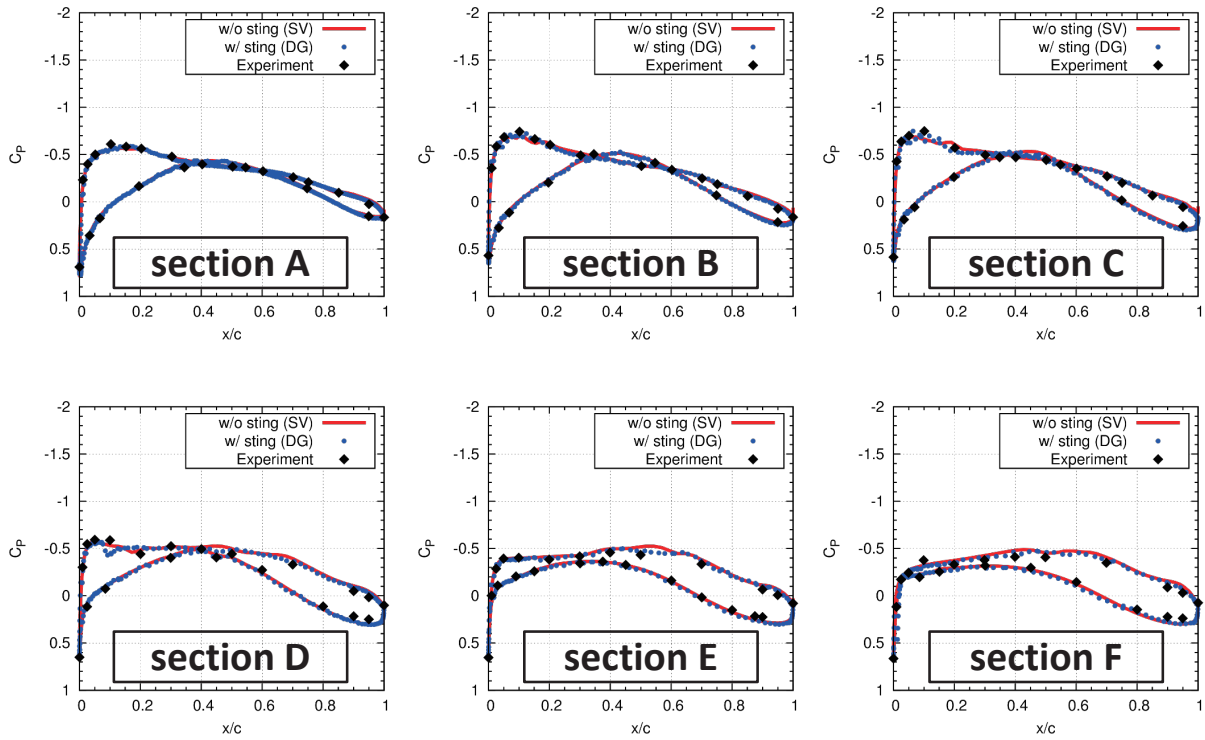 w/o sting (SV)
w/ sting (DG)
Experiment
-2
-1.5
-1
-0.5
0
0.5
1
C_P
0 0.2 0.4 0.6 0.8 1
x/c
section A
w/o sting (SV)
w/ sting (DG)
Experiment
-2
-1.5
-1
-0.5
0
0.5
1
C_P
0 0.2 0.4 0.6 0.8 1
x/c
section B
w/o sting (SV)
w/ sting (DG)
Experiment
-2
-1.5
-1
-0.5
0
0.5
1
C_P
0 0.2 0.4 0.6 0.8 1
x/c
section C
w/o sting (SV)
w/ sting (DG)
Experiment
-2
-1.5
-1
-0.5
0
0.5
1
C_P
0 0.2 0.4 0.6 0.8 1
x/c
section D
w/o sting (SV)
w/ sting (DG)
Experiment
-2
-1.5
-1
-0.5
0
0.5
1
C_P
0 0.2 0.4 0.6 0.8 1
x/c
section E
w/o sting (SV)
w/ sting (DG)
Experiment
-2
-1.5
-1
-0.5
0
0.5
1
C_P
0 0.2 0.4 0.6 0.8 1
x/c
section F